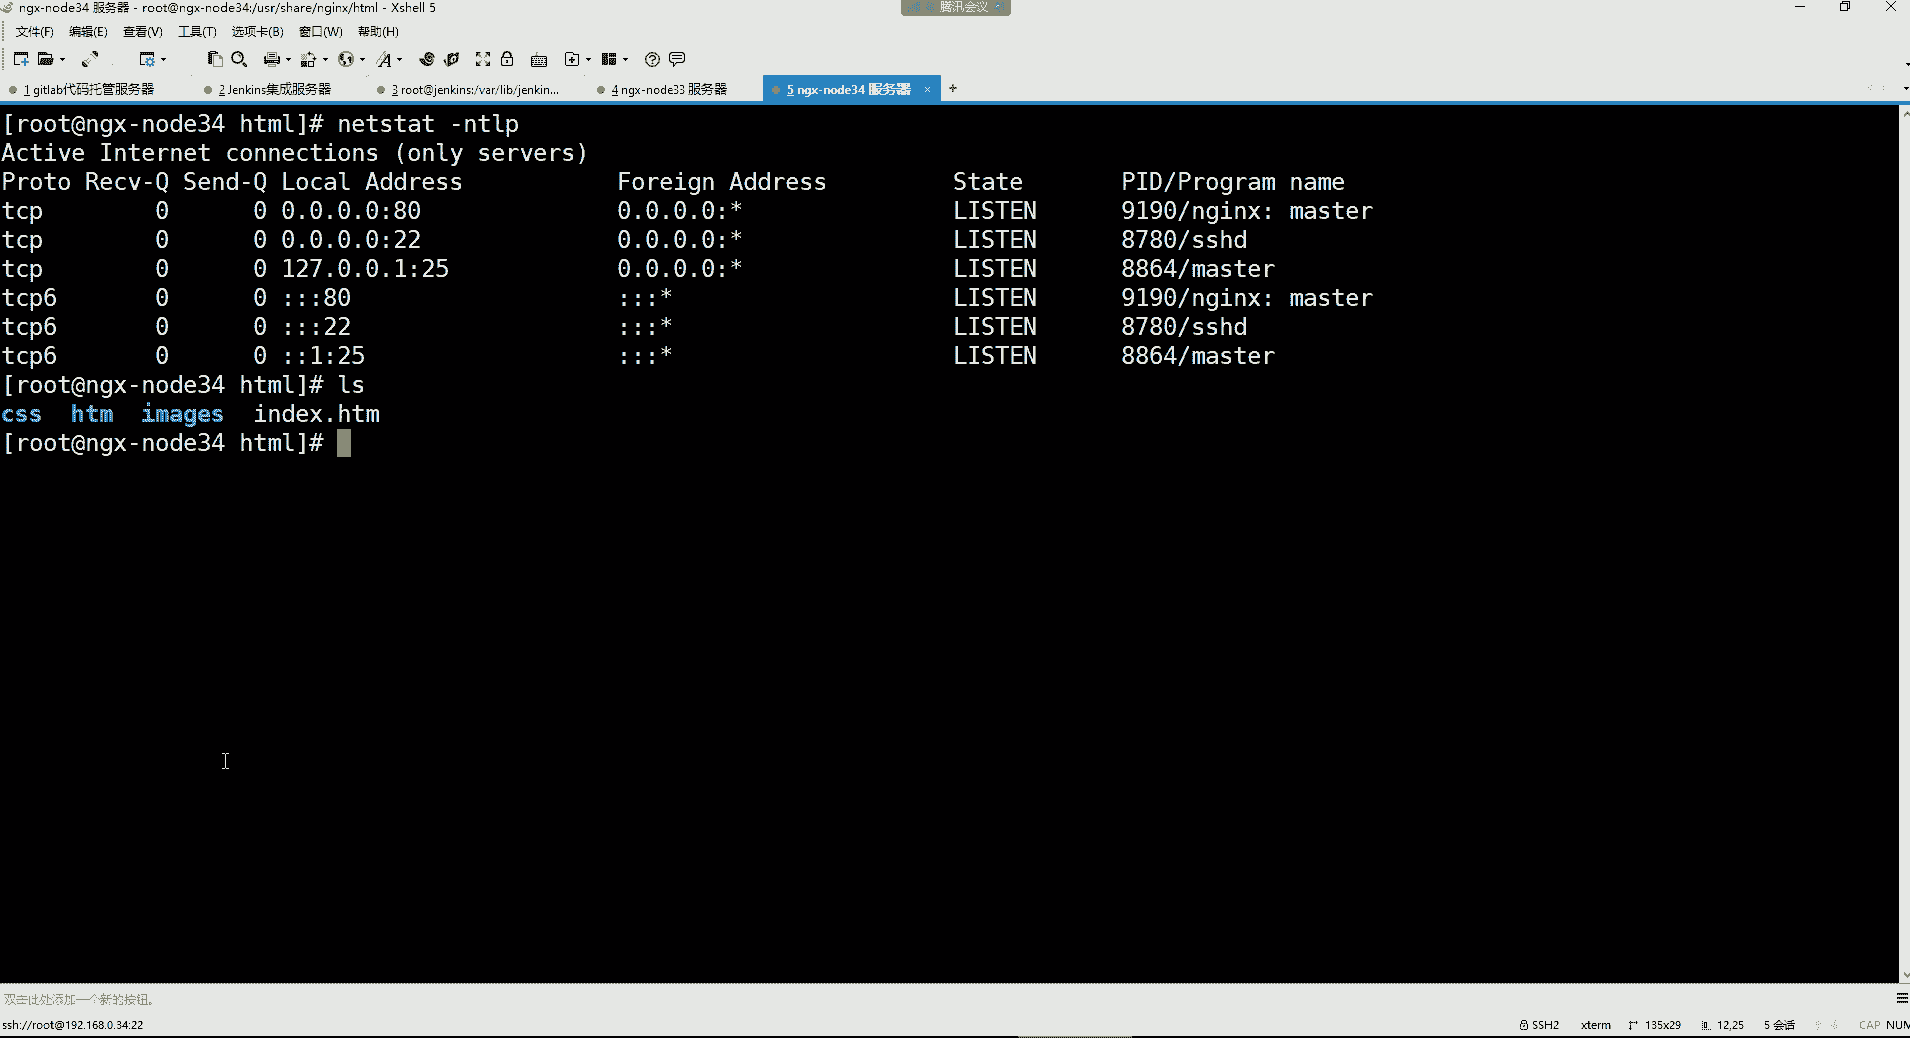 ngx-node34 服务器 - root@ngx-node34:/usr/share/nginx/html - Xshell 5
腾讯会议
文件(F) 编辑(E) 查看(V) 工具(T) 选项卡(B) 窗口(W) 帮助(H)
1 gitlab代码托管服务器 2 Jenkins集成服务器 3 root@jenkins:/var/lib/jenkin... 4 ngx-node33 服务器 5 ngx-node34 服务器 × +
[root@ngx-node34 html]# netstat -ntlp
Active Internet connections (only servers)
Proto Recv-Q Send-Q Local Address           Foreign Address         State       PID/Program name
tcp        0      0 0.0.0.0:80              0.0.0.0:*               LISTEN      9190/nginx: master
tcp        0      0 0.0.0.0:22              0.0.0.0:*               LISTEN      8780/sshd
tcp        0      0 127.0.0.1:25            0.0.0.0:*               LISTEN      8864/master
tcp6       0      0 :::80                   :::*                    LISTEN      9190/nginx: master
tcp6       0      0 :::22                   :::*                    LISTEN      8780/sshd
tcp6       0      0 ::1:25                  :::*                    LISTEN      8864/master
[root@ngx-node34 html]# ls
css  htm  images  index.htm
[root@ngx-node34 html]#
双击此处添加一个新的按钮。
ssh://root@192.168.0.34:22 SSH2 xterm 135x29 12,25 5 会话 CAP NUM